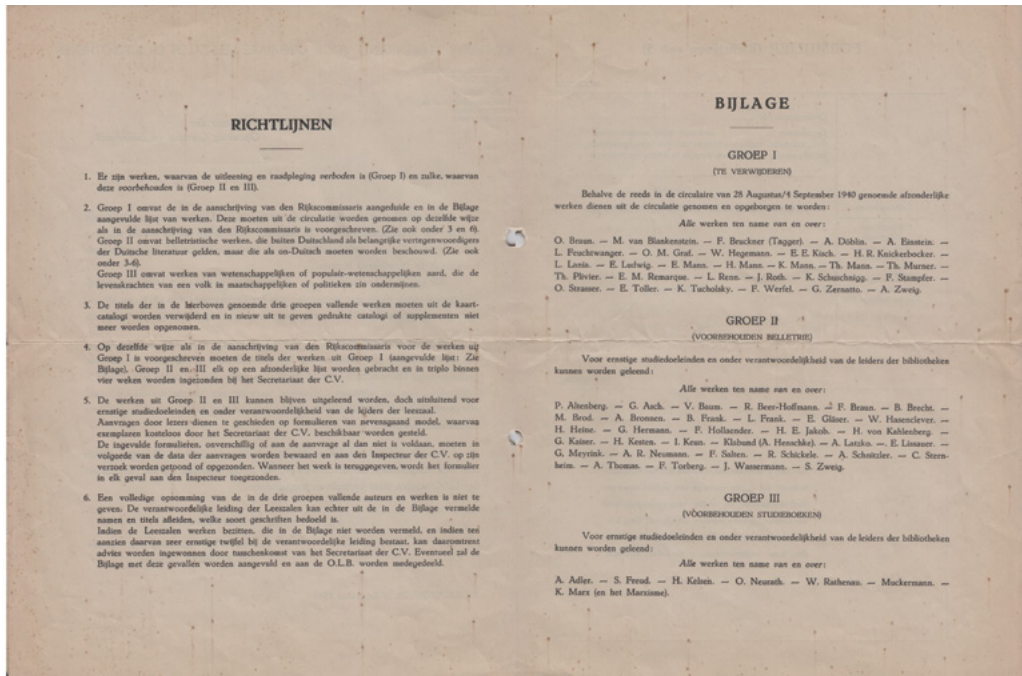 RICHTLIJNEN
1. Er zijn werken, waarvan de uitleening en raadpleging verboden is (Groep I) en zulke, waarvan
deze voorbehouden is (Groep II en III).
2. Groep I omvat de in de aanschrijving van den Rijkscommissaris aangeduide en in de Bijlage
aangevulde lijst van werken. Deze moeten uit de circulatie worden genomen op dezelfde wijze
als in de aanschrijving van den Rijkscommissaris is voorgeschreven. (Zie ook onder 3 en 6).
Groep II omvat belletristische werken, die buiten Duitschland als belangrijke vertegenwoordigers
der Duitsche literatuur gelden, maar die als on-Duitsch moeten worden beschouwd. (Zie ook
onder 3-6).
Groep III omvat werken van wetenschappelijken of populair-wetenschappelijken aard, die de
levenskrachten van een volk in maatschappelijken of politieken zin ondermijnen.
3. De titels der in de hierboven genoemde drie groepen vallende werken moeten uit de kaart-
catalogi worden verwijderd en in nieuw uit te geven gedrukte catalogi of supplementen niet
meer worden opgenomen.
4. Op dezelfde wijze als in de aanschrijving van den Rijkscommissaris voor de werken uit
Groep I is voorgeschreven moeten de titels der werken uit Groep I (aangevulde lijst: Zie
Bijlage), Groep II en III elk op een afzonderlijke lijst worden gebracht en in triplo binnen
vier weken worden ingezonden bij het Secretariaat der C.V.
5. De werken uit Groep II en III kunnen blijven uitgeleend worden, doch uitsluitend voor
ernstige studiedoeleinden en onder verantwoordelijkheid van de leiders der leeszaal.
Aanvragen door lezers dienen te geschieden op formulieren van nevensgaand model, waarvan
exemplaren kosteloos door het Secretariaat der C.V. beschikbaar worden gesteld.
De ingevulde formulieren, onverschillig of aan de aanvrage al dan niet is voldaan, moeten in
volgorde van de data der aanvragen worden bewaard en aan den Inspecteur der C.V. op zijn
verzoek worden getoond of opgezonden. Wanneer het werk is teruggegeven, wordt het formulier
in elk geval aan den Inspecteur toegezonden.
6. Een volledige opsomming van de in de drie groepen vallende auteurs en werken is niet te
geven. De verantwoordelijke leiding der Leeszalen kan echter uit de in de Bijlage vermelde
namen en titels afleiden, welke soort geschriften bedoeld is.
Indien de Leeszalen werken bezitten, die in de Bijlage niet worden vermeld, en indien ten
aanzien daarvan zeer ernstige twijfel bij de verantwoordelijke leiding bestaat, kan daaromtrent
advies worden ingewonnen door tusschenkomst van het Secretariaat der C.V. Eventueel zal de
Bijlage met deze gevallen worden aangevuld en aan de O.L.B. worden medegedeeld.
BIJLAGE
GROEP I
(TE VERWIJDEREN)
Behalve de reeds in de circulaire van 28 Augustus/4 September 1940 genoemde afzonderlijke
werken dienen uit de circulatie genomen en opgeborgen te worden:
Alle werken ten name van en over:
O. Braun. — M. van Blankenstein. — F. Bruckner (Tagger). — A. Döblin. — A. Einstein. —
L. Feuchtwanger. — O. M. Graf. — W. Hegemann. — E. E. Kisch. — H. R. Knickerbocker. —
L. Lania. — E. Ludwig. — E. Mann. — H. Mann. — K. Mann. — Th. Mann. — Th. Murner. —
Th. Plivier. — E. M. Remarque. — L. Renn. — J. Roth. — K. Schuschnigg. — F. Stampfer. —
O. Strasser. — E. Toller. — K. Tucholsky. — F. Werfel. — G. Zernatto. — A. Zweig.
GROEP II
(VOORBEHOUDEN BELLETRIE)
Voor ernstige studiedoeleinden en onder verantwoordelijkheid van de leiders der bibliotheken
kunnen worden geleend:
Alle werken ten name van en over:
P. Altenberg. — G. Asch. — V. Baum. — R. Beer-Hoffmann. — F. Braun. — B. Brecht. —
M. Brod. — A. Bronnen. — B. Frank. — L. Frank. — E. Gläser. — W. Hasenclever. —
H. Heine. — G. Hermann. — F. Hollaender. — H. E. Jakob. — H. von Kahlenberg. —
G. Kaiser. — H. Kesten. — I. Keun. — Klabund (A. Henschke). — A. Latzko. — E. Lissauer. —
G. Meyrink. — A. R. Neumann. — F. Salten. — R. Schickele. — A. Schnitzler. — C. Stern-
heim. — A. Thomas. — F. Torberg. — J. Wassermann. — S. Zweig.
GROEP III
(VOORBEHOUDEN STUDIEBOEKEN)
Voor ernstige studiedoeleinden en onder verantwoordelijkheid van de leiders der bibliotheken
kunnen worden geleend:
Alle werken ten name van en over:
A. Adler. — S. Freud. — H. Kelsen. — O. Neurath. — W. Rathenau. — Muckermann. —
K. Marx (en het Marxisme).